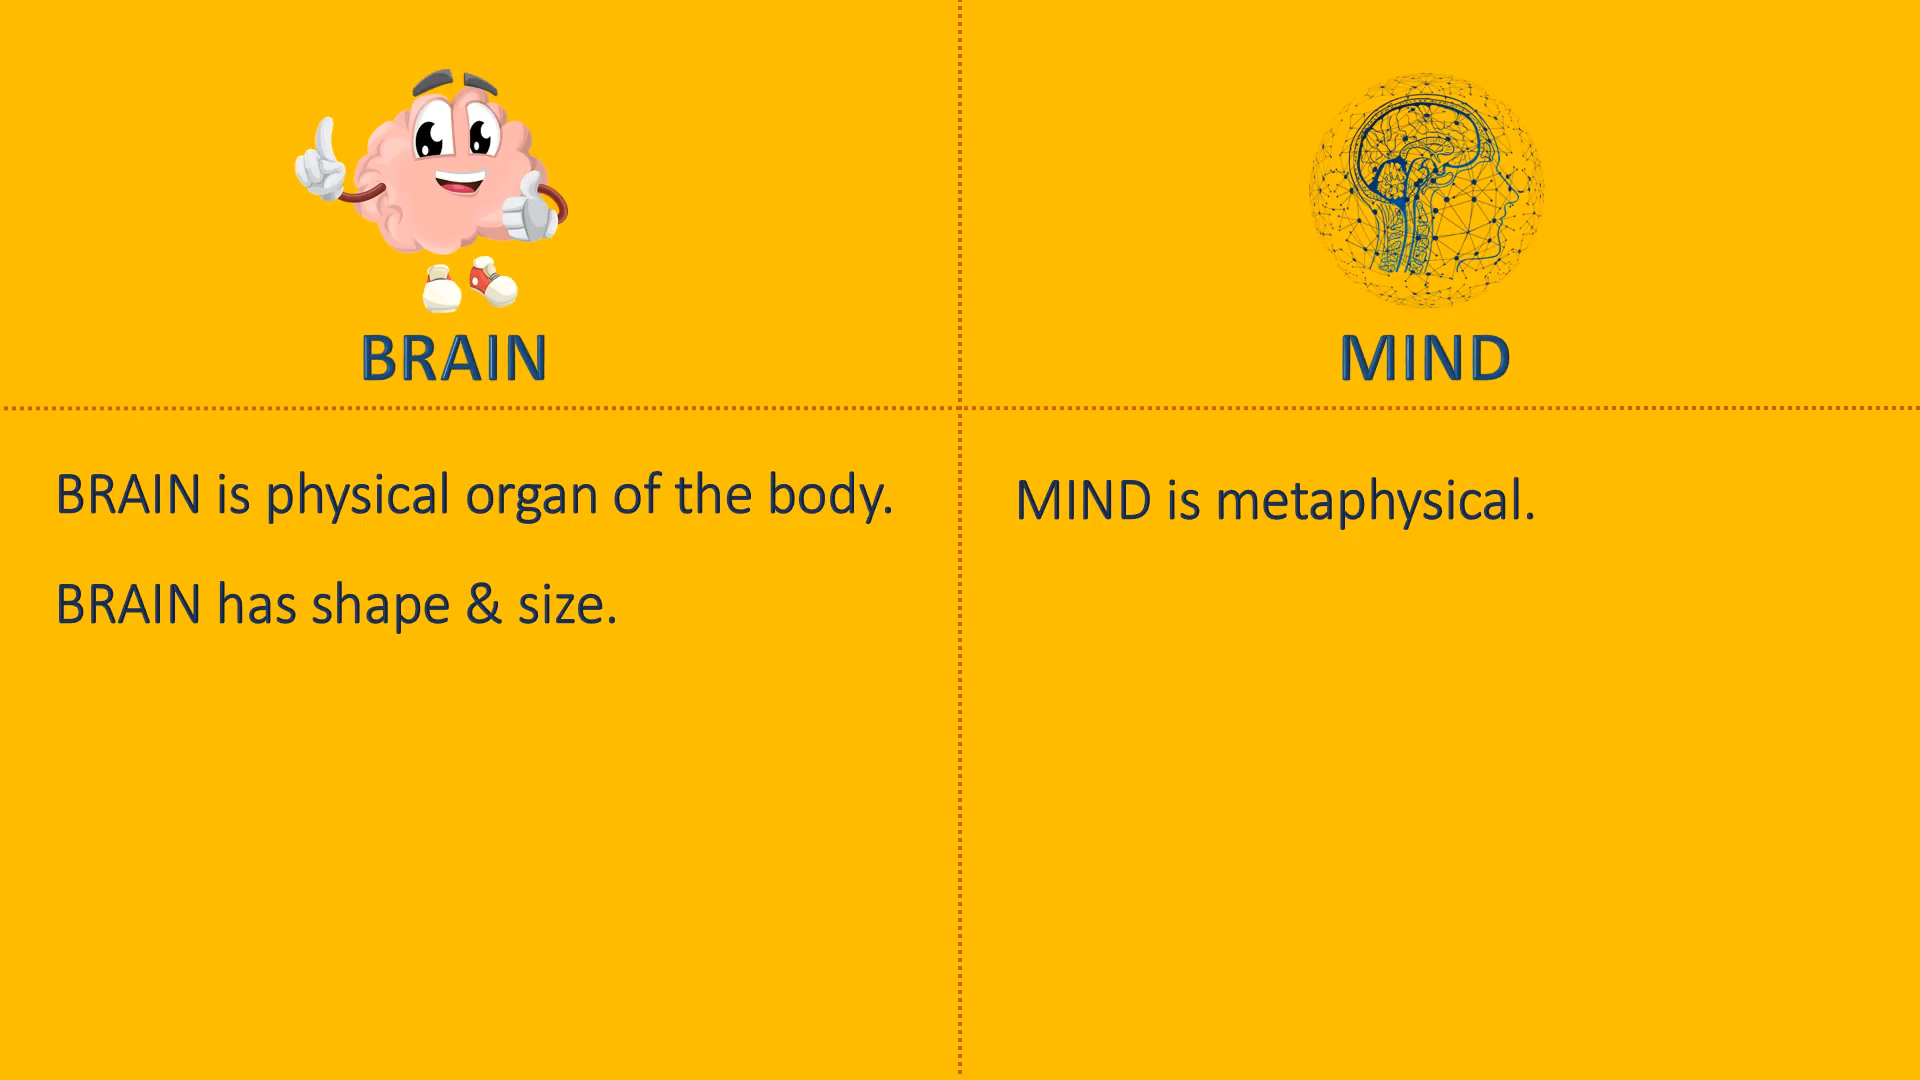 BRAIN
MIND
BRAIN is physical organ of the body.
MIND is metaphysical.
BRAIN has shape & size.